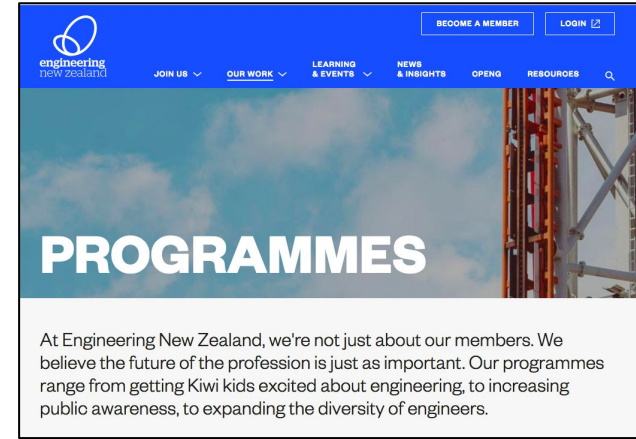 BECOME A MEMBER
LOGIN
engineering
new zealand
JOIN US
OUR WORK
LEARNING
& EVENTS
NEWS
& INSIGHTS
CPENG
RESOURCES
PROGRAMMES
At Engineering New Zealand, we're not just about our members. We
believe the future of the profession is just as important. Our programmes
range from getting Kiwi kids excited about engineering, to increasing
public awareness, to expanding the diversity of engineers.